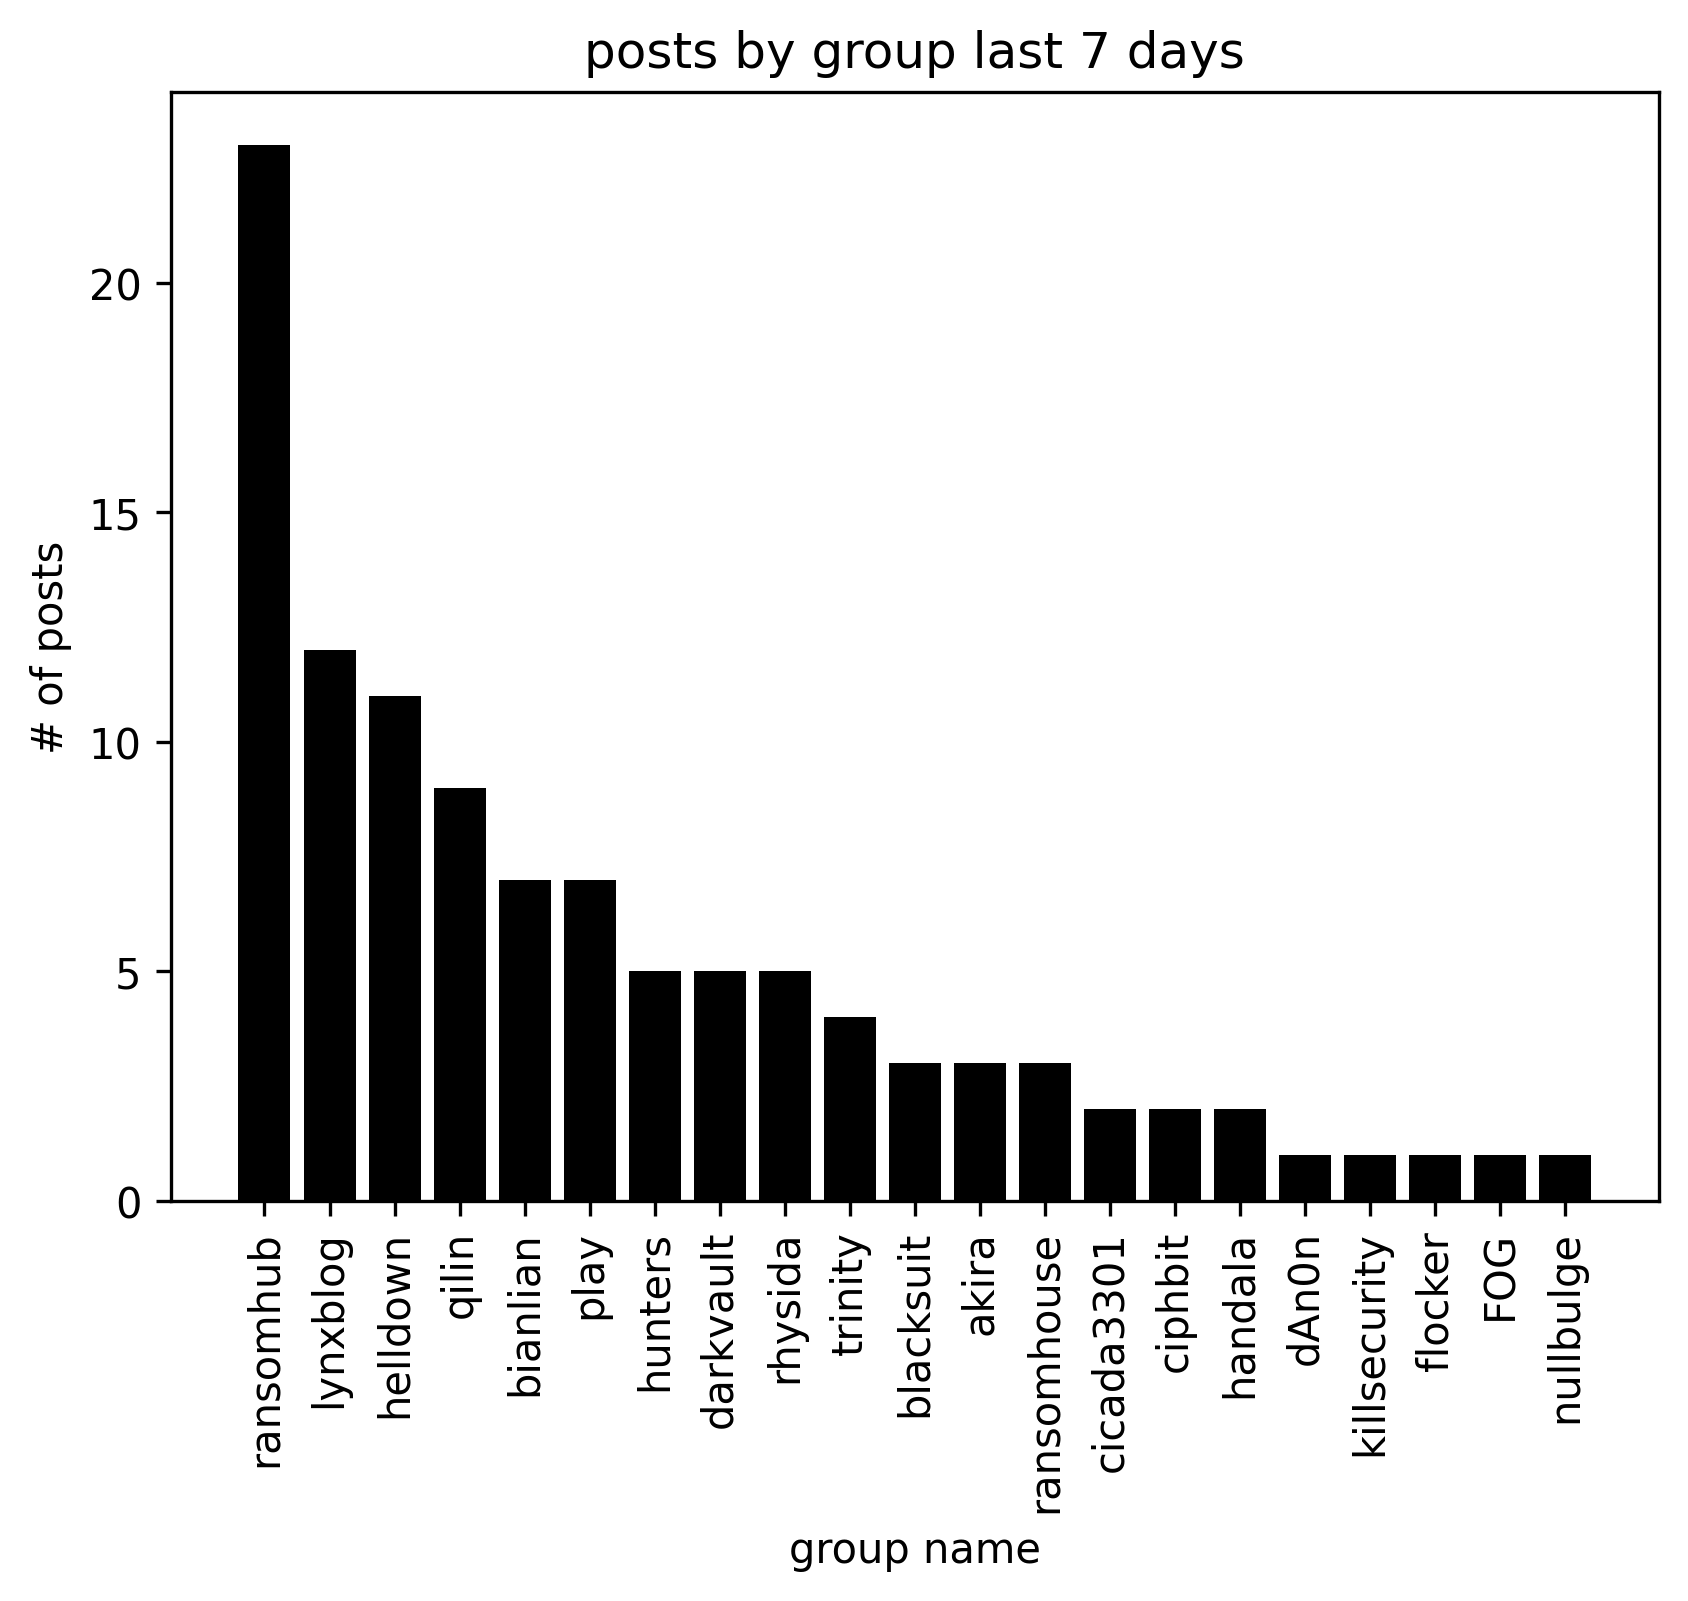 posts by group last 7 days
# of posts
20
15
10
5
0
ransomhub
lynxblog
helldown
qilin
bianlian
play
hunters
darkvault
rhysida
trinity
blacksuit
akira
ransomhouse
cicada3301
ciphbit
handala
dAn0n
killsecurity
flocker
FOG
nullbulge
group name